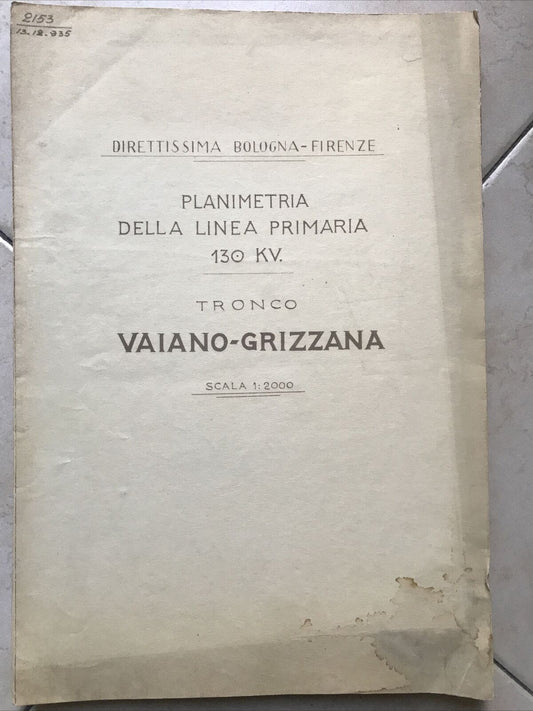 2153
13-12-935
DIRETTISSIMA BOLOGNA-FIRENZE
PLANIMETRIA
DELLA LINEA PRIMARIA
130 KV.
TRONCO
VAIANO-GRIZZANA
SCALA 1:2000